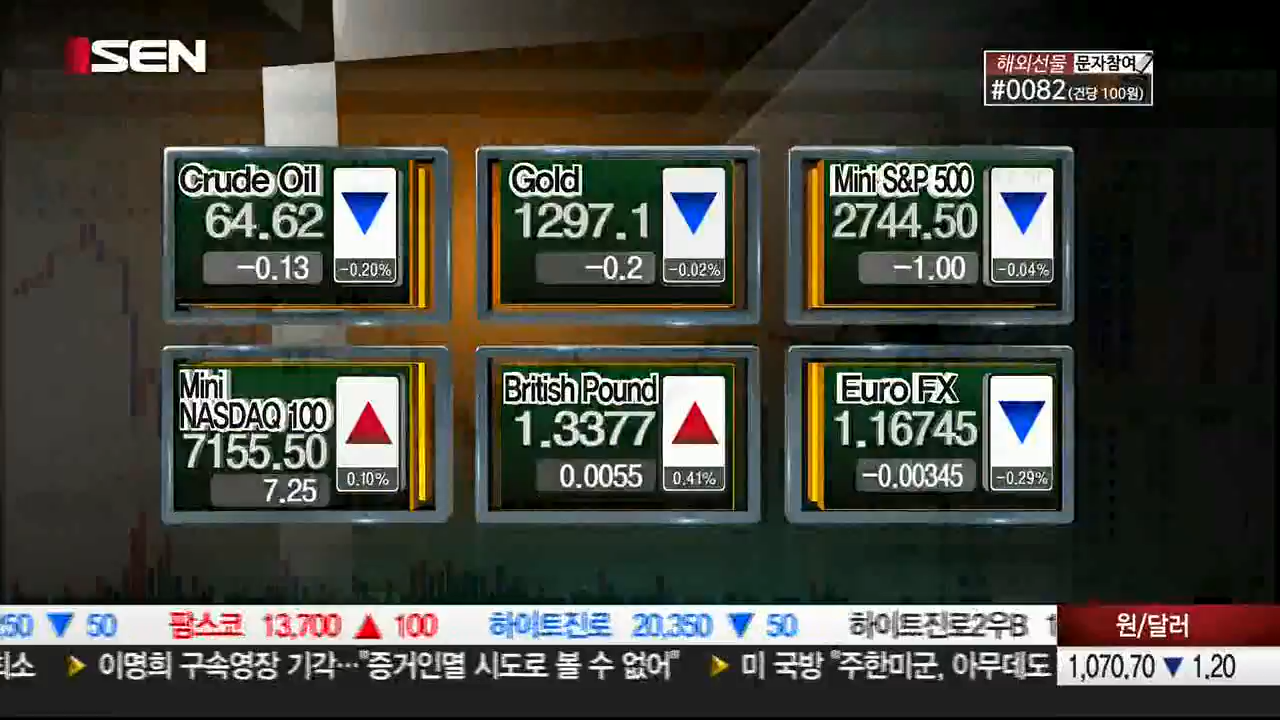 SEN
해외선물 문자참여
#0082(건당 100원)
Crude Oil
64.62
-0.13
-0.20%
Gold
1297.1
-0.2
-0.02%
Mini S&P 500
2744.50
-1.00
-0.04%
Mini
NASDAQ 100
7155.50
7.25
0.10%
British Pound
1.3377
0.0055
0.41%
Euro FX
1.16745
-0.00345
-0.29%
50 ▼ 50 팜스코 13,700 ▲ 100 하이트진로 20,350 ▼ 50 하이트진로2우B 1
원/달러
이명희 구속영장 기각…"증거인멸 시도로 볼 수 없어" 미 국방 "주한미군, 아무데도
1,070.70 ▼ 1.20